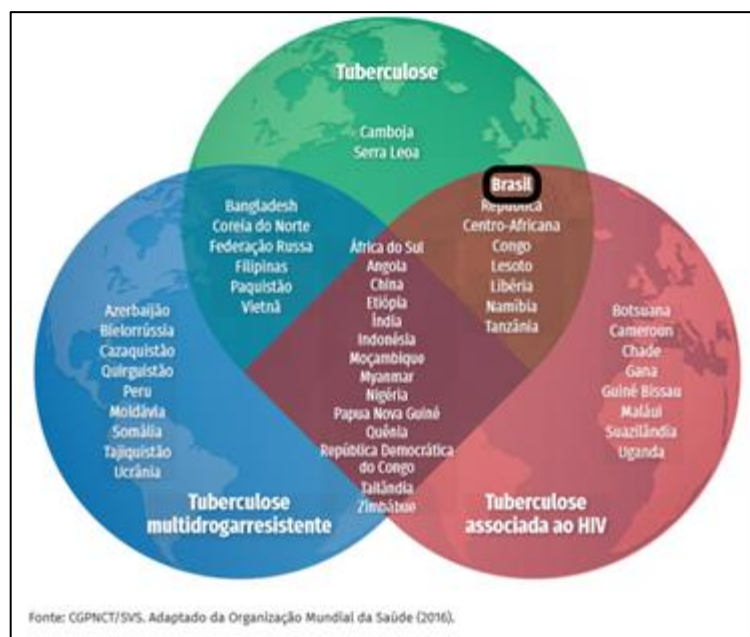 Tuberculose
Camboja
Serra Leoa
Brasil
República
Centro-Africana
Congo
Lesoto
Libéria
Namíbia
Tanzânia
Bangladesh
Coreia do Norte
Federação Russa
Filipinas
Paquistão
Vietnã
África do Sul
Angola
China
Etiópia
Índia
Indonésia
Moçambique
Myanmar
Nigéria
Papua Nova Guiné
Quênia
República Democrática
do Congo
Tailândia
Zimbábue
Azerbaijão
Bielorrússia
Cazaquistão
Quirguistão
Peru
Moldávia
Somália
Tajiquistão
Ucrânia
Botsuana
Cameroun
Chade
Gana
Guiné Bissau
Maláui
Suazilândia
Uganda
Tuberculose
multidrogarresistente
Tuberculose
associada ao HIV
Fonte: CGPNCT/SVS. Adaptado da Organização Mundial da Saúde (2016).